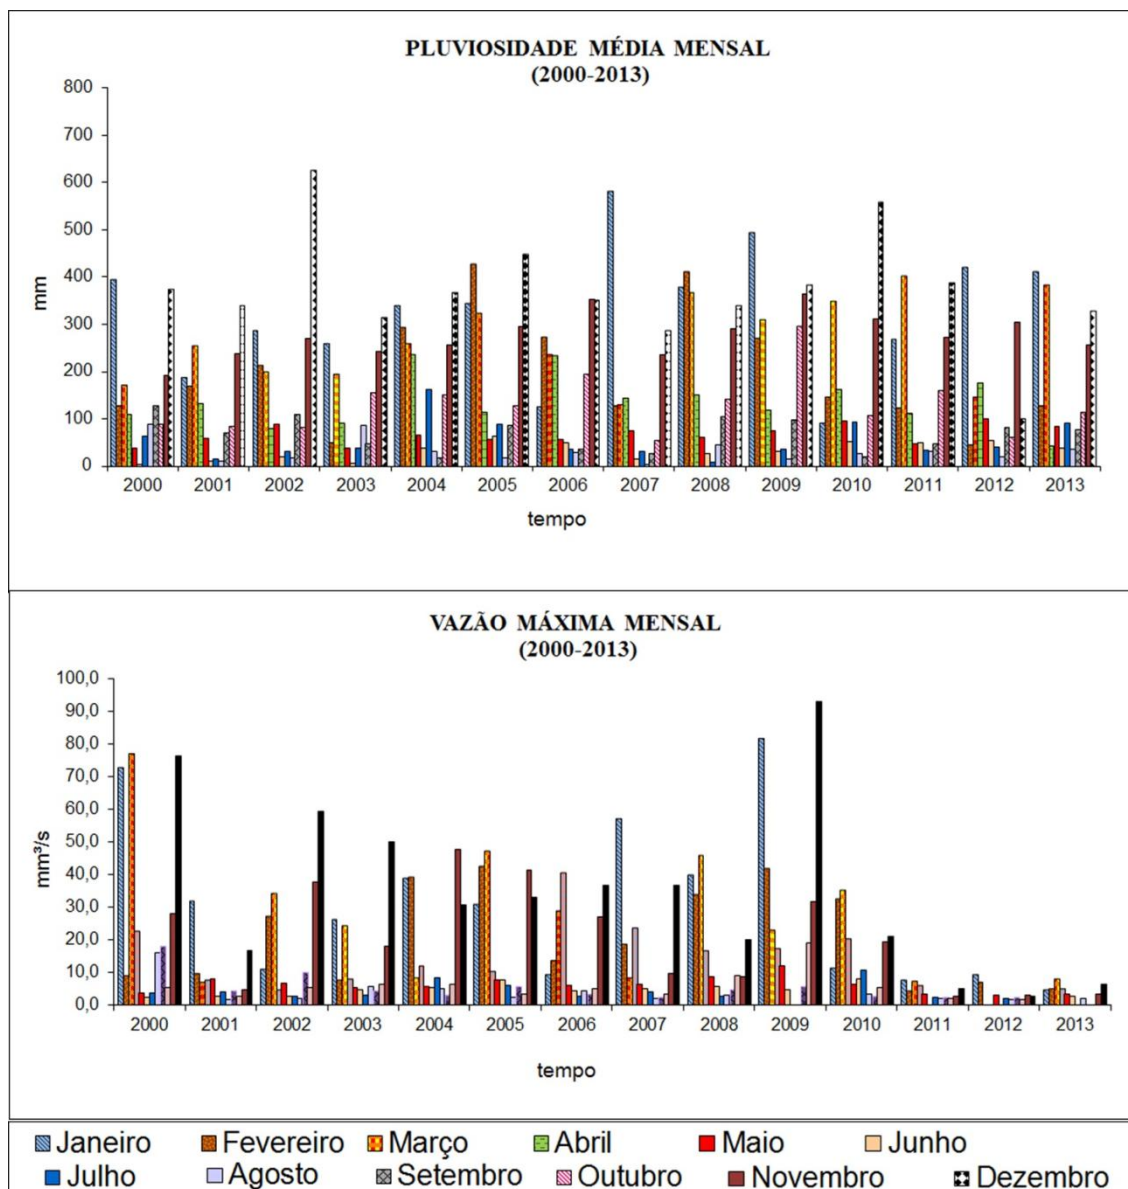 PLUVIOSIDADE MÉDIA MENSAL
(2000-2013)
800
700
600
500
400
300
200
100
0
mm
2000 2001 2002 2003 2004 2005 2006 2007 2008 2009 2010 2011 2012 2013
tempo
VAZÃO MÁXIMA MENSAL
(2000-2013)
100,0
90,0
80,0
70,0
60,0
50,0
40,0
30,0
20,0
10,0
0,0
mm³/s
2000 2001 2002 2003 2004 2005 2006 2007 2008 2009 2010 2011 2012 2013
tempo
Janeiro Fevereiro Março Abril Maio Junho
Julho Agosto Setembro Outubro Novembro Dezembro